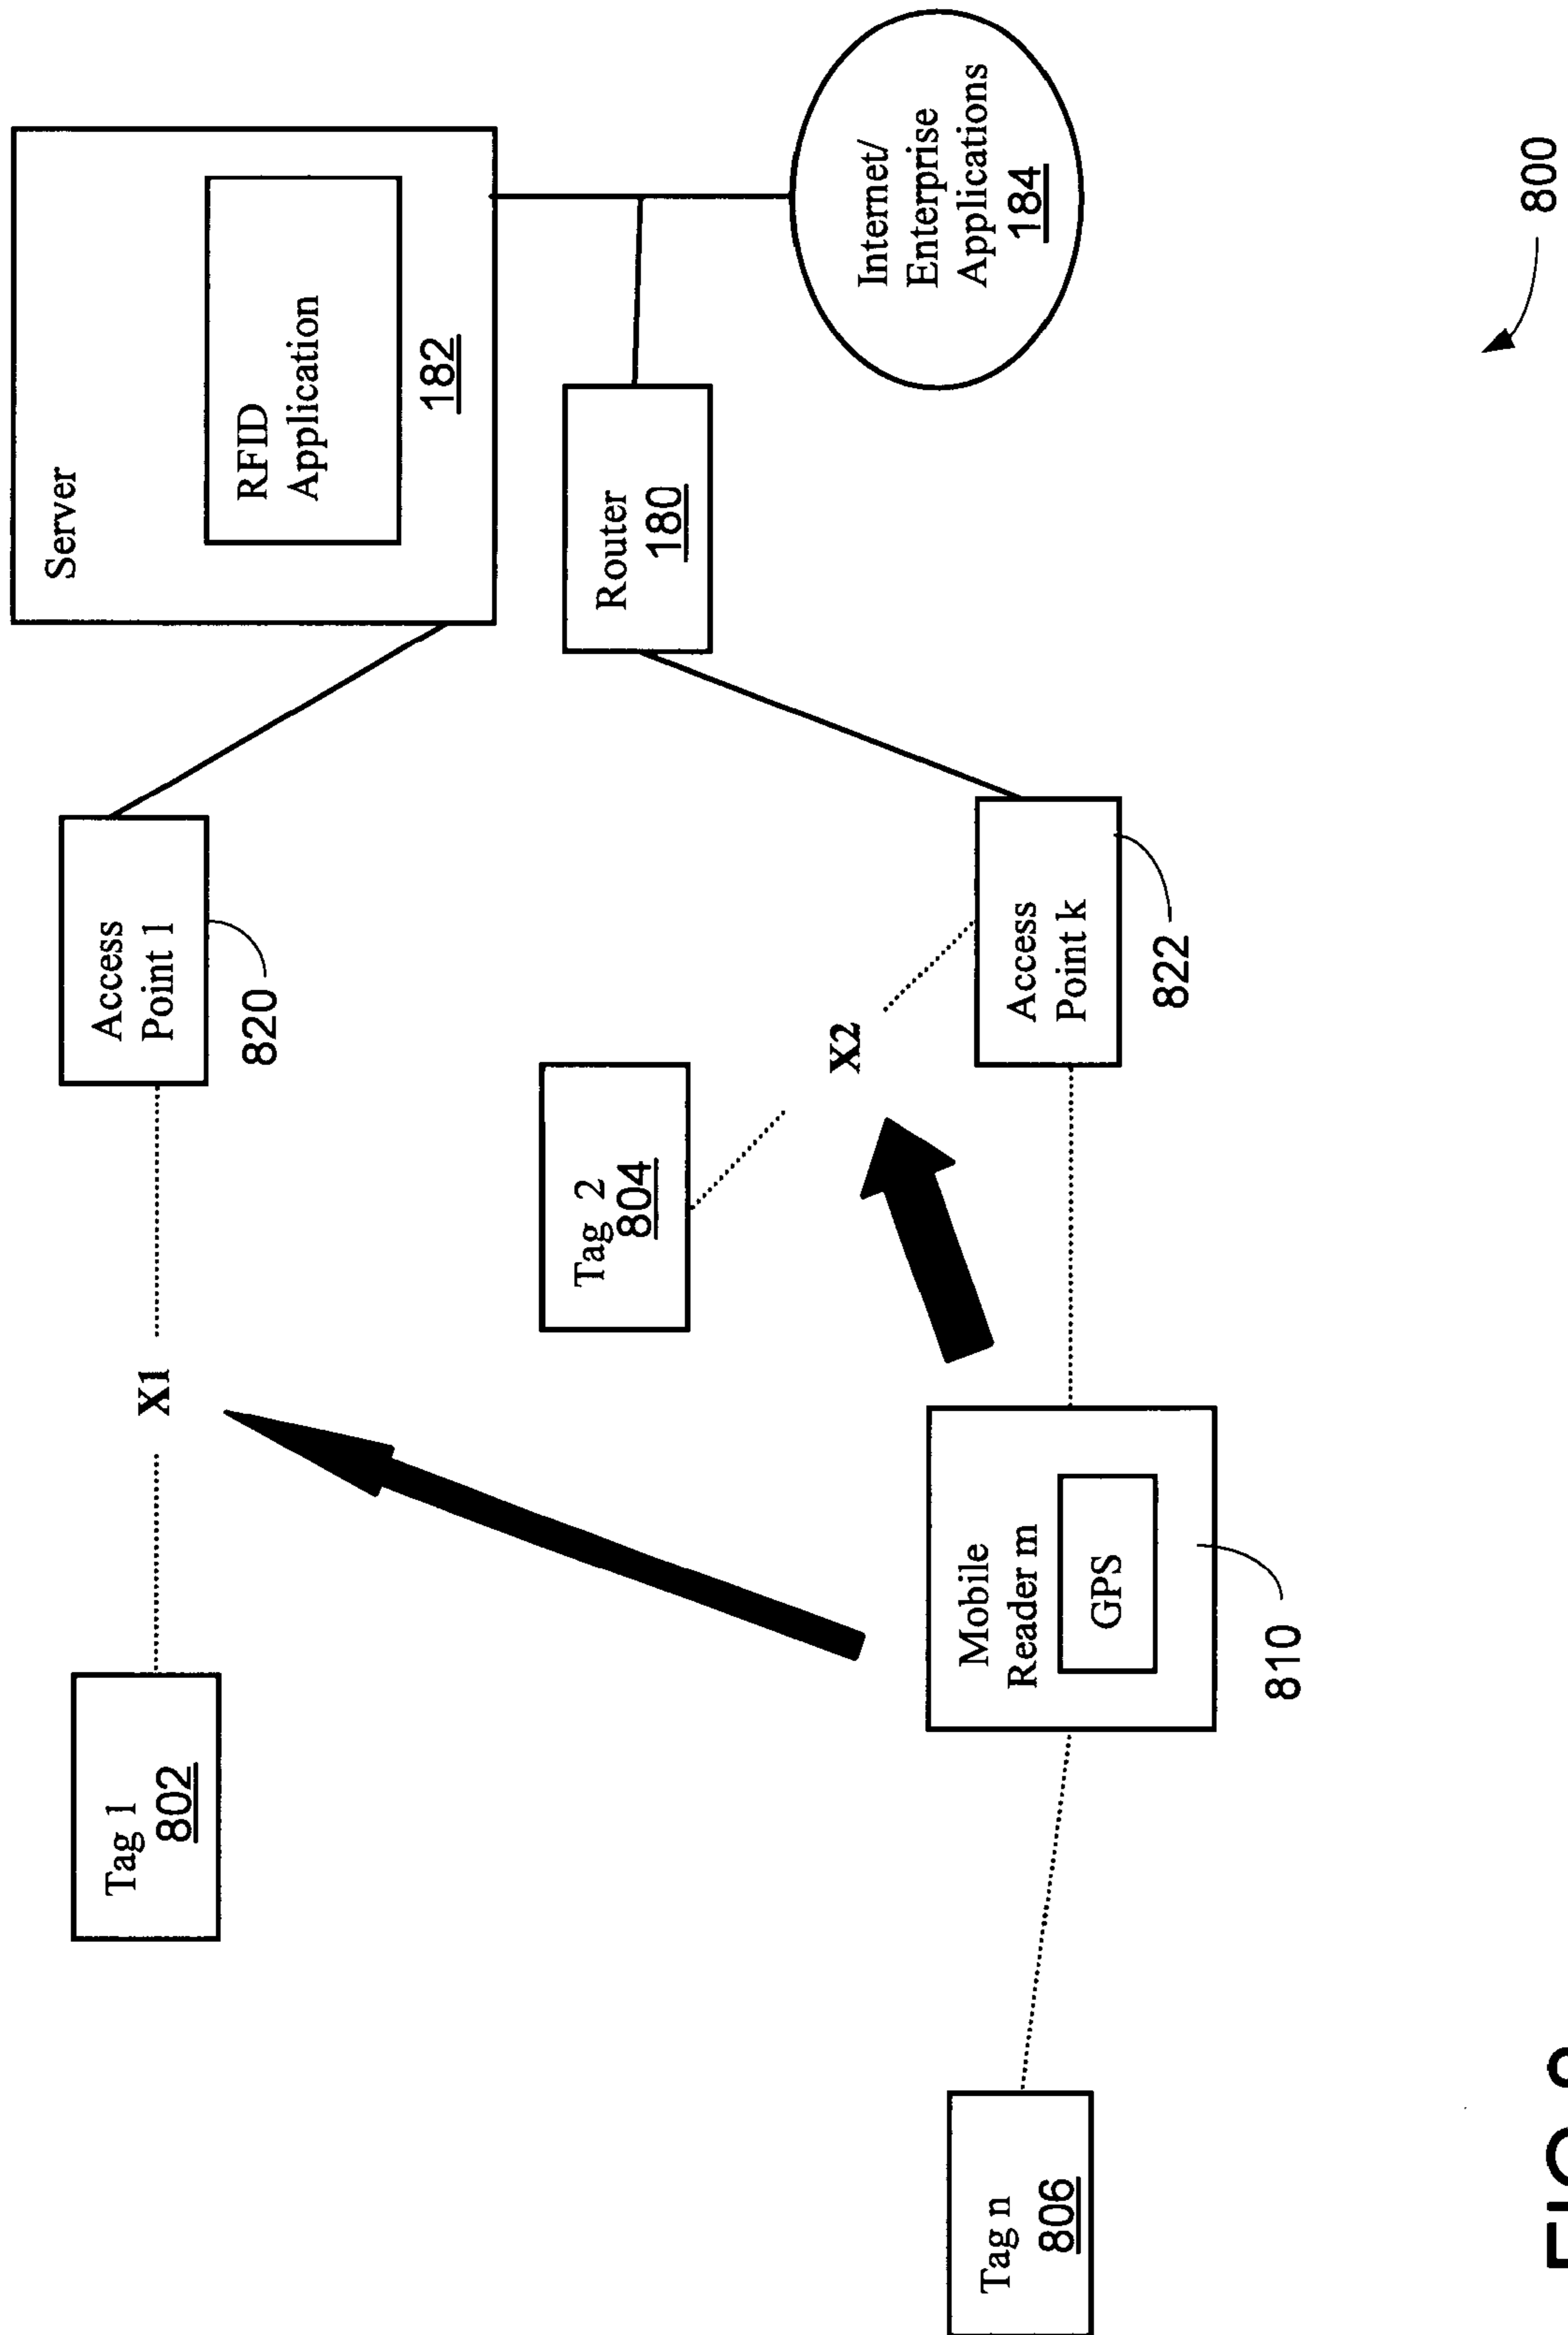 Server
RFID
Application
182
Access
Point 1
820
X1
Tag 1
802
Router
180
Internet/
Enterprise
Applications
184
Tag 2
804
X2
Access
Point k
822
Mobile
Reader m
GPS
810
Tag n
806
800